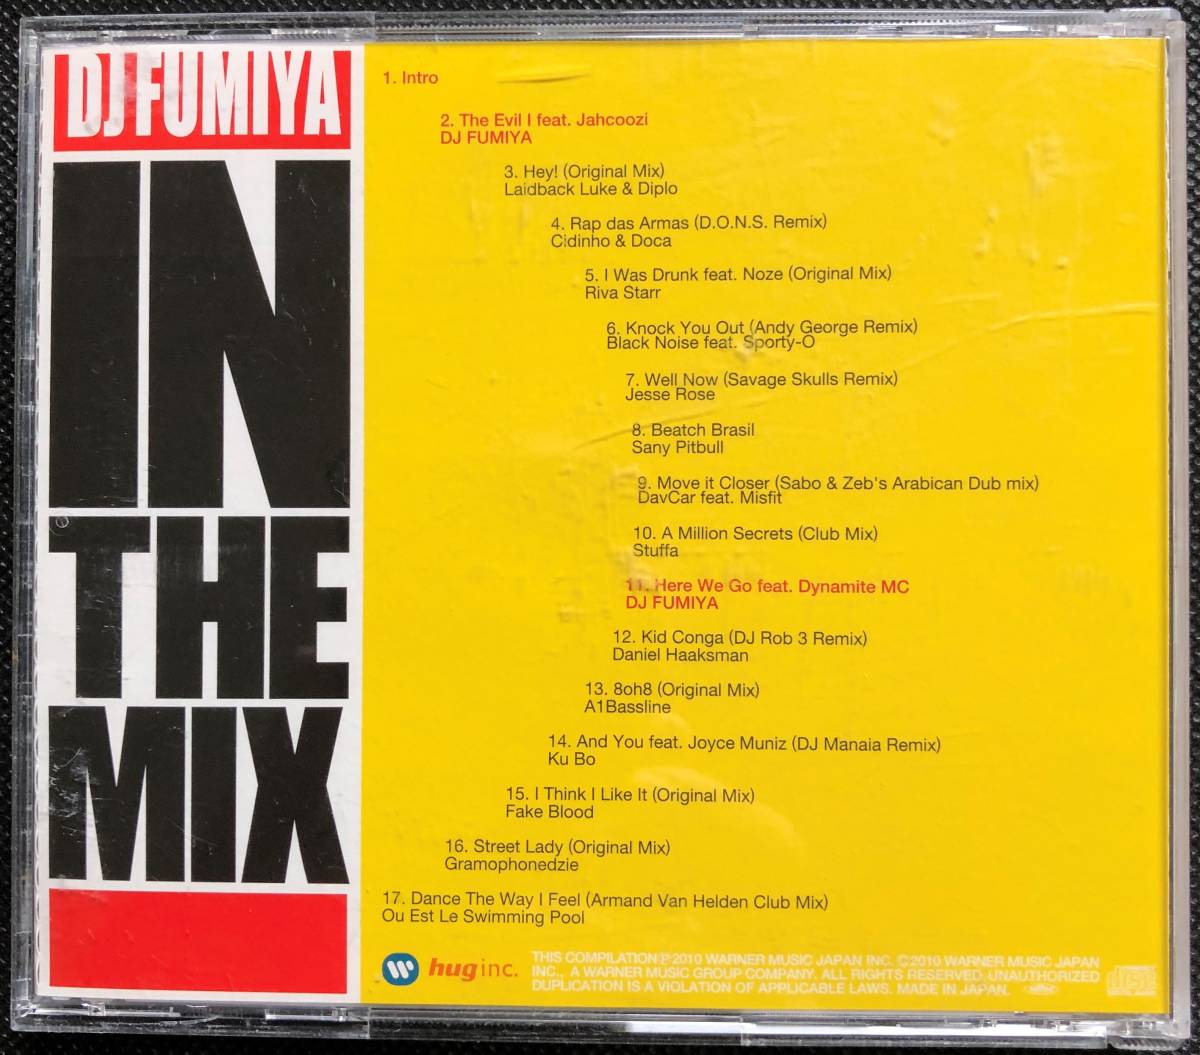 DJ FUMIYA
IN
THE
MIX
1. Intro
2. The Evil I feat. Jahcoozi
DJ FUMIYA
3. Hey! (Original Mix)
Laidback Luke & Diplo
4. Rap das Armas (D.O.N.S. Remix)
Cidinho & Doca
5. I Was Drunk feat. Noze (Original Mix)
Riva Starr
6. Knock You Out (Andy George Remix)
Black Noise feat. Sporty-O
7. Well Now (Savage Skulls Remix)
Jesse Rose
8. Beatch Brasil
Sany Pitbull
9. Move it Closer (Sabo & Zeb's Arabican Dub mix)
DavCar feat. Misfit
10. A Million Secrets (Club Mix)
Stuffa
11. Here We Go feat. Dynamite MC
DJ FUMIYA
12. Kid Conga (DJ Rob 3 Remix)
Daniel Haaksman
13. 8oh8 (Original Mix)
A1Bassline
14. And You feat. Joyce Muniz (DJ Manaia Remix)
Ku Bo
15. I Think I Like It (Original Mix)
Fake Blood
16. Street Lady (Original Mix)
Gramophonedzie
17. Dance The Way I Feel (Armand Van Helden Club Mix)
Ou Est Le Swimming Pool
hug inc.
THIS COMPILATION ℗2010 WARNER MUSIC JAPAN INC. ©2010 WARNER MUSIC JAPAN
INC., A WARNER MUSIC GROUP COMPANY. ALL RIGHTS RESERVED. UNAUTHORIZED
DUPLICATION IS A VIOLATION OF APPLICABLE LAWS. MADE IN JAPAN.